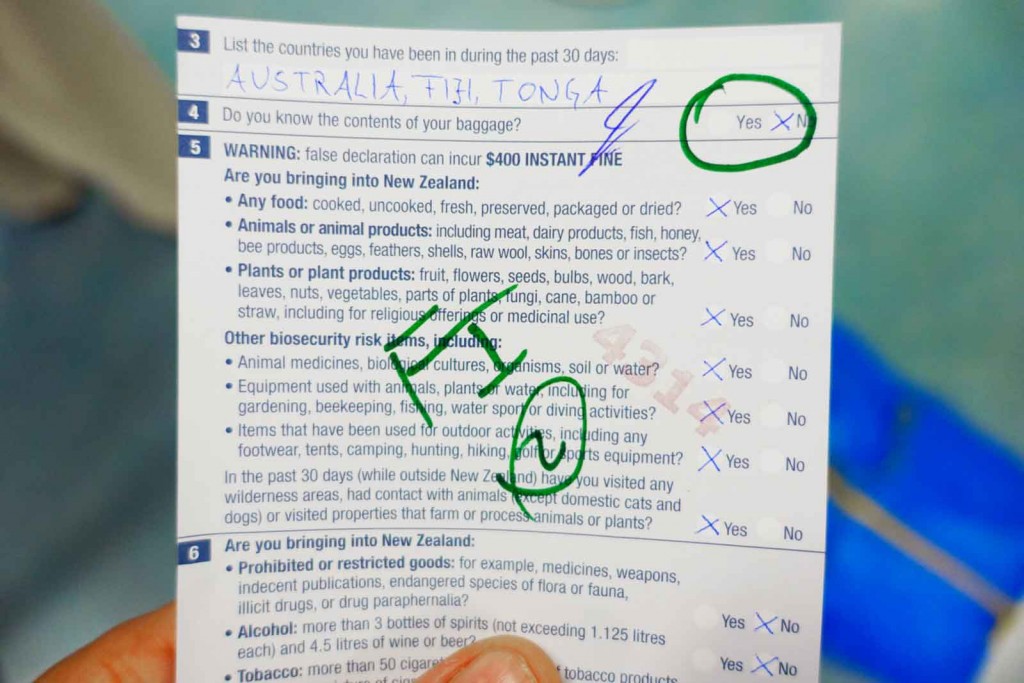 3 List the countries you have been in during the past 30 days:
AUSTRALIA, FIJI, TONGA
4 Do you know the contents of your baggage? Yes X No
5 WARNING: false declaration can incur $400 INSTANT FINE
Are you bringing into New Zealand:
• Any food: cooked, uncooked, fresh, preserved, packaged or dried? X Yes No
• Animals or animal products: including meat, dairy products, fish, honey,
bee products, eggs, feathers, shells, raw wool, skins, bones or insects? X Yes No
• Plants or plant products: fruit, flowers, seeds, bulbs, wood, bark,
leaves, nuts, vegetables, parts of plants, fungi, cane, bamboo or
straw, including for religious offerings or medicinal use? X Yes No
Other biosecurity risk items, including:
• Animal medicines, biological cultures, organisms, soil or water? X Yes No
• Equipment used with animals, plants or water, including for
gardening, beekeeping, fishing, water sport or diving activities? X Yes No
• Items that have been used for outdoor activities, including any
footwear, tents, camping, hunting, hiking, golf or sports equipment? X Yes No
In the past 30 days (while outside New Zealand) have you visited any
wilderness areas, had contact with animals (except domestic cats and
dogs) or visited properties that farm or process animals or plants? X Yes No
4314
6 Are you bringing into New Zealand:
• Prohibited or restricted goods: for example, medicines, weapons,
indecent publications, endangered species of flora or fauna,
illicit drugs, or drug paraphernalia? Yes X No
• Alcohol: more than 3 bottles of spirits (not exceeding 1.125 litres
each) and 4.5 litres of wine or beer? Yes X No
• Tobacco: more than 50 tobacco products